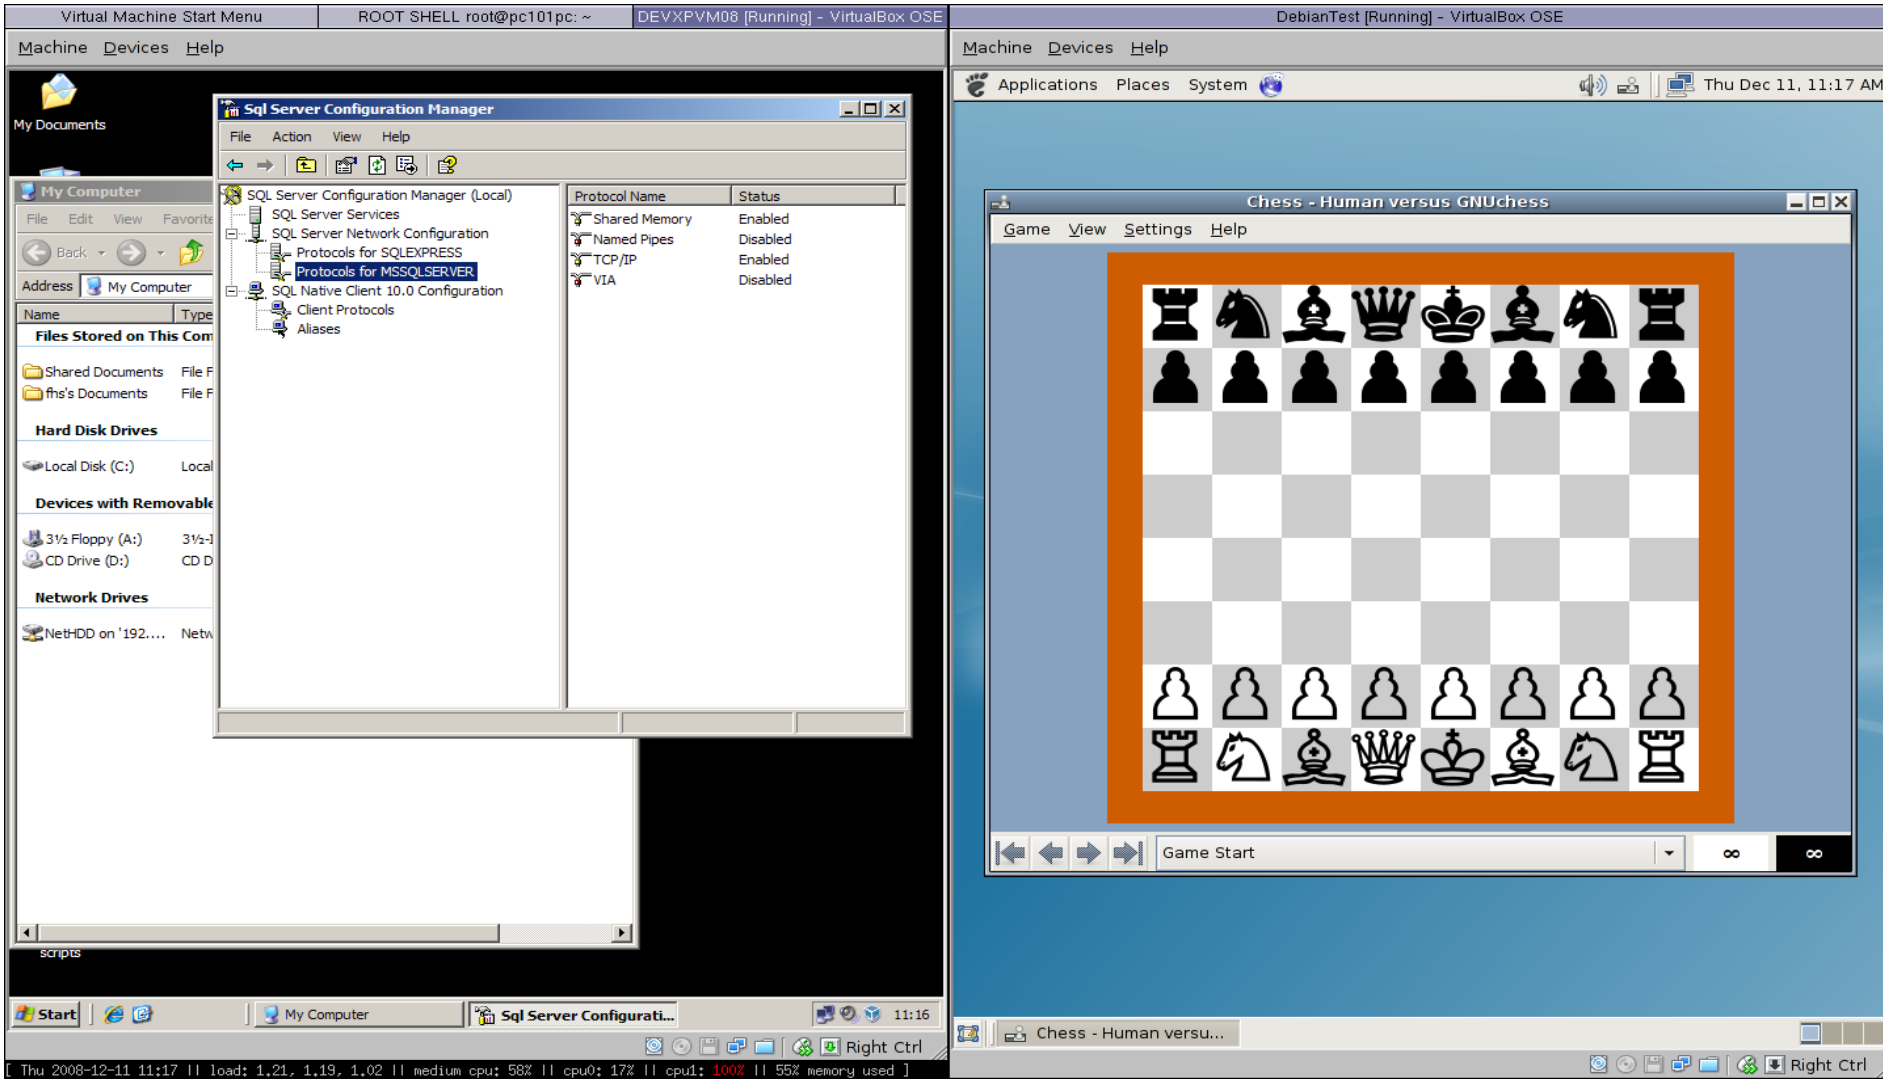 Virtual Machine Start Menu
ROOT SHELL root@pc101pc: ~
DEVXPVM08 [Running] - VirtualBox OSE
Machine Devices Help
My Documents
Sql Server Configuration Manager
File Action View Help
SQL Server Configuration Manager (Local)
SQL Server Services
SQL Server Network Configuration
Protocols for SQLEXPRESS
Protocols for MSSQLSERVER
SQL Native Client 10.0 Configuration
Client Protocols
Aliases
Protocol Name Status
Shared Memory Enabled
Named Pipes Disabled
TCP/IP Enabled
VIA Disabled
My Computer
File Edit View Favorite
Back
Address My Computer
Name Type
Files Stored on This Com
Shared Documents File F
fhs's Documents File F
Hard Disk Drives
Local Disk (C:) Local
Devices with Removable
3½ Floppy (A:) 3½-I
CD Drive (D:) CD D
Network Drives
NetHDD on '192.... Netw
scripts
Start
My Computer
Sql Server Configurati...
11:16
Right Ctrl
[ Thu 2008-12-11 11:17 || load: 1.21, 1.19, 1.02 || medium cpu: 58% || cpu0: 17% || cpu1: 100% || 55% memory used ]
DebianTest [Running] - VirtualBox OSE
Machine Devices Help
Applications Places System
Thu Dec 11, 11:17 AM
Chess - Human versus GNUchess
Game View Settings Help
Game Start
∞ ∞
Chess - Human versu...
Right Ctrl